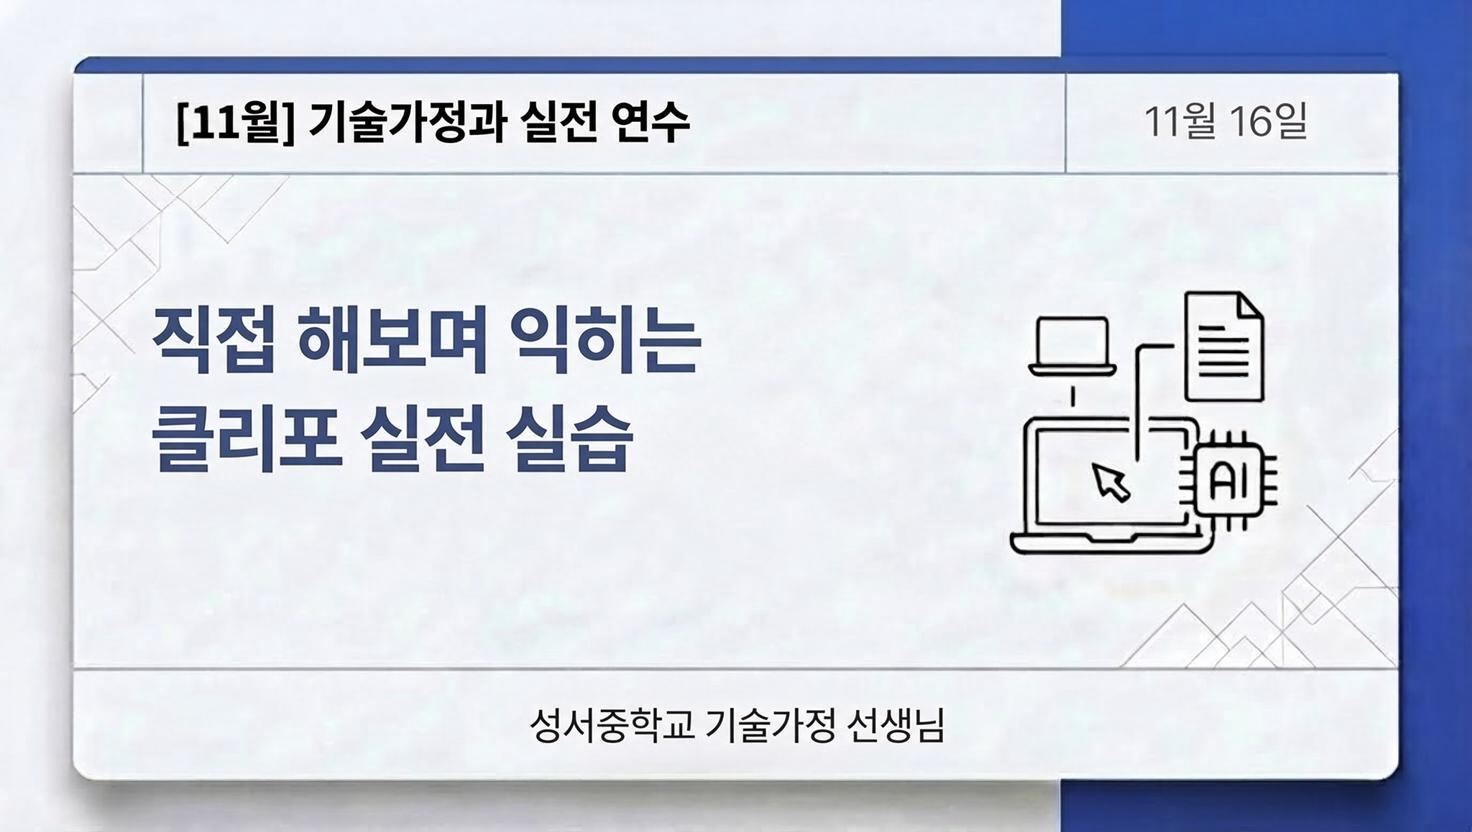 [11월] 기술가정과 실전 연수
11월 16일
직접 해보며 익히는
클리포 실전 실습
AI
성서중학교 기술가정 선생님